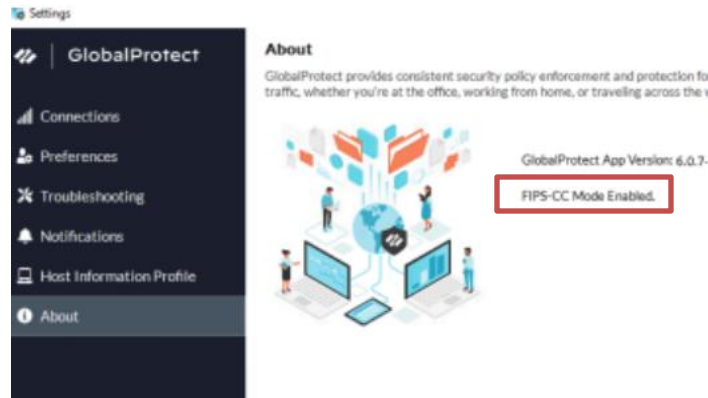 Settings
GlobalProtect
Connections
Preferences
Troubleshooting
Notifications
Host Information Profile
About
About
GlobalProtect provides consistent security policy enforcement and protection fo
traffic, whether you're at the office, working from home, or traveling across the
GlobalProtect App Version: 6.0.7-
FIPS-CC Mode Enabled.